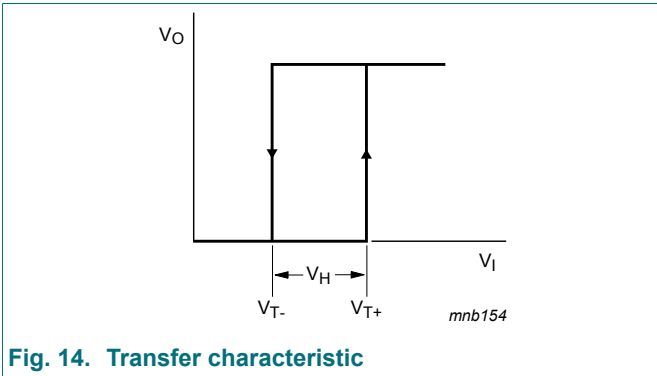 VO
VI
VH
VT-
VT+
mnb154
Fig. 14. Transfer characteristic